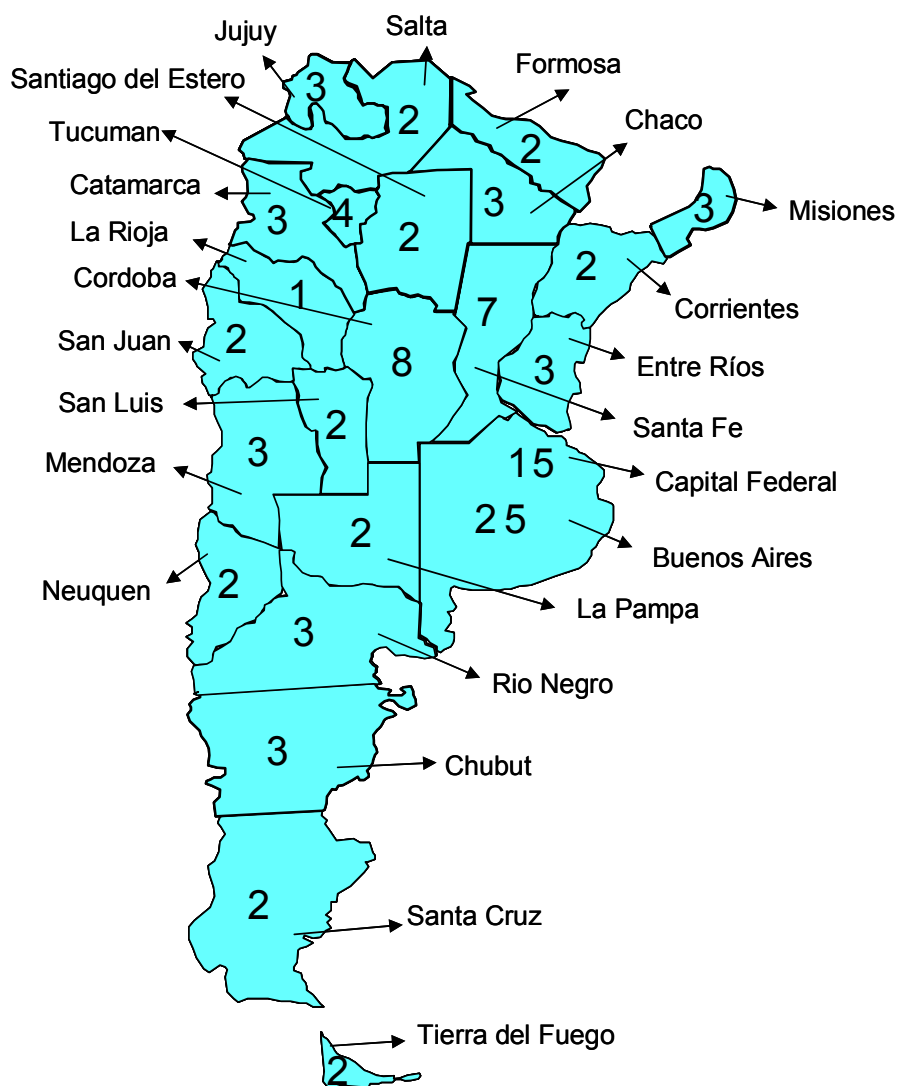 Salta
Jujuy
Formosa
Santiago del Estero
3
2
Chaco
Tucuman
2
Catamarca
3
Misiones
3
4
3
La Rioja
2
2
Cordoba
1
7
Corrientes
San Juan
2
8
3
Entre Ríos
San Luis
2
Santa Fe
Mendoza
3
15
Capital Federal
25
2
Buenos Aires
Neuquen
2
La Pampa
3
Rio Negro
3
Chubut
2
Santa Cruz
Tierra del Fuego
2